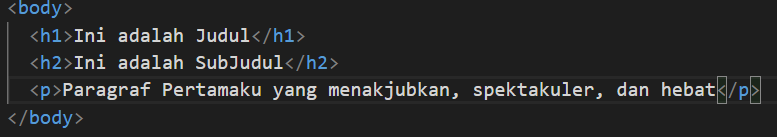 <body>
<h1>Ini adalah Judul</h1>
<h2>Ini adalah SubJudul</h2>
<p>Paragraf Pertamaku yang menakjubkan, spektakuler, dan hebat</p>
</body>